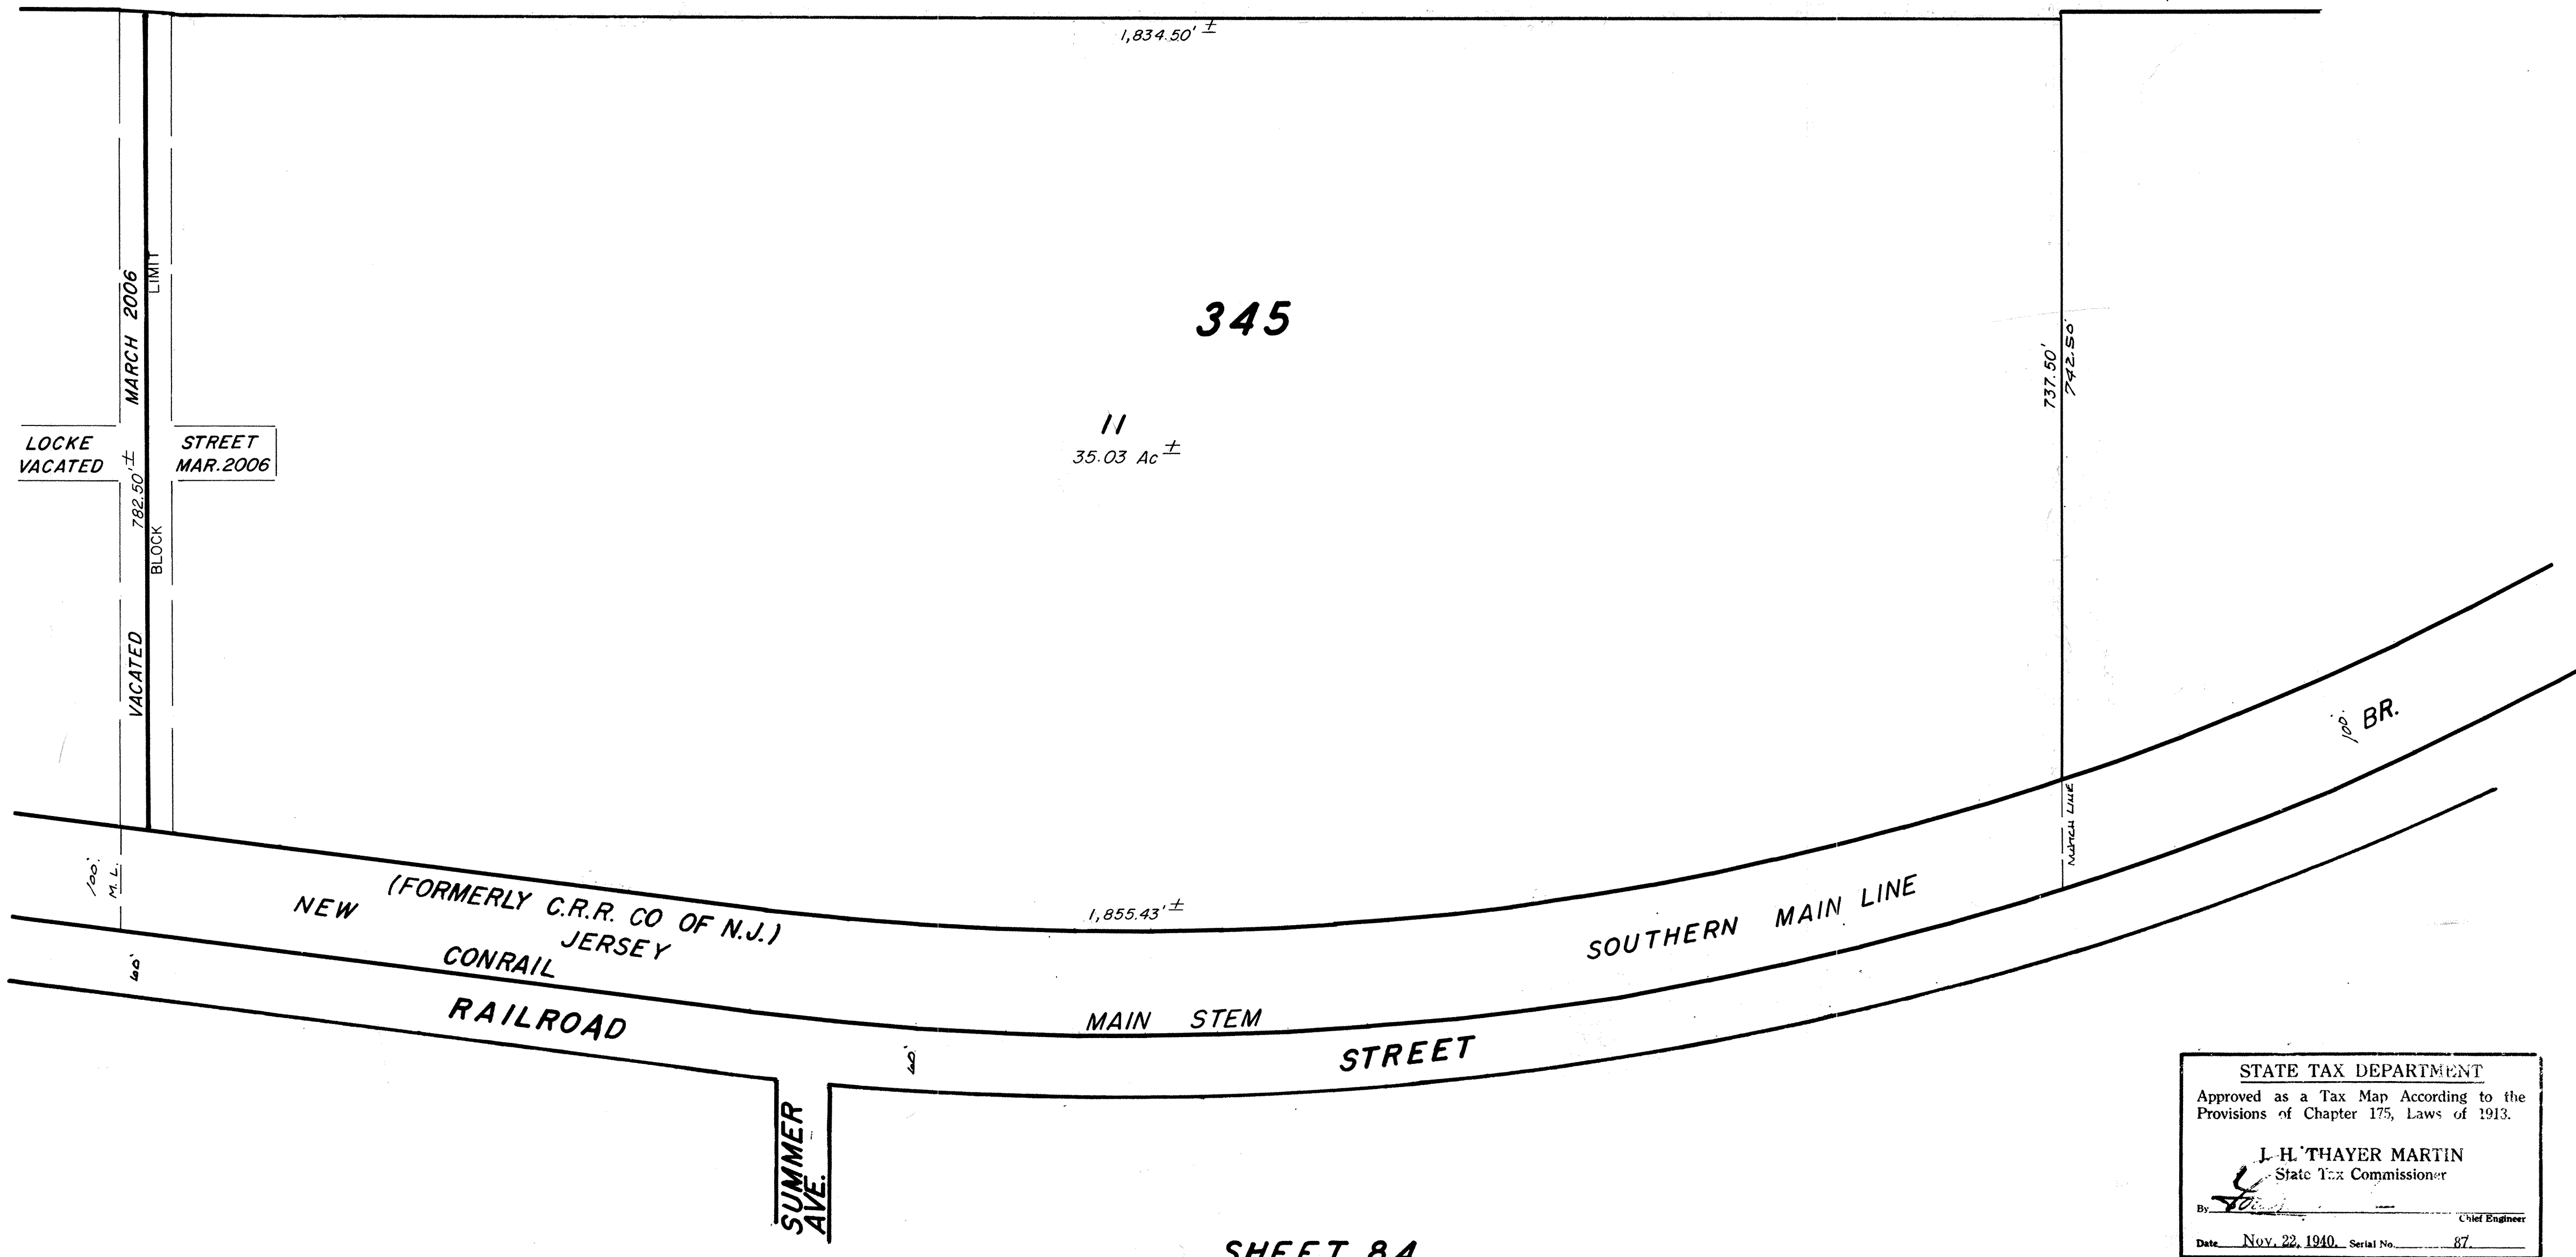 1,834.50' ±
MARCH 2006
LIMIT
345
737.50'
742.50'
11
35.03 Ac ±
LOCKE
VACATED
STREET
MAR.2006
782.50' ±
BLOCK
VACATED
100'
BR.
MATCH LINE
100'
M. L.
(FORMERLY C.R.R. CO OF N.J.)
NEW JERSEY
CONRAIL
1,855.43' ±
SOUTHERN MAIN LINE
60'
RAILROAD
MAIN STEM
60'
STREET
SUMMER
AVE.
STATE TAX DEPARTMENT
Approved as a Tax Map According to the
Provisions of Chapter 175, Laws of 1913.
J. H. THAYER MARTIN
State Tax Commissioner
By
Chief Engineer
Date Nov. 22, 1940. Serial No. 87.
SHEET 84